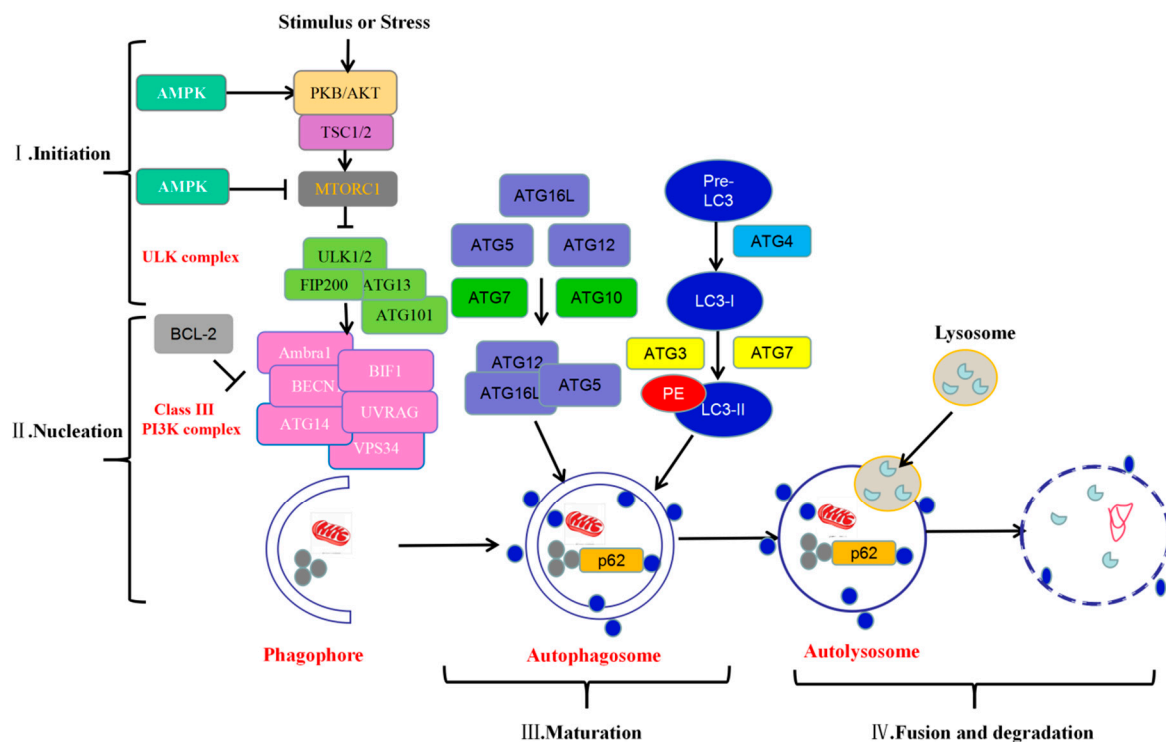 Stimulus or Stress
AMPK
PKB/AKT
TSC1/2
Ⅰ.Initiation
AMPK
MTORC1
ULK complex
ULK1/2
FIP200
ATG13
ATG101
ATG16L
ATG5
ATG12
ATG7
ATG10
ATG12
ATG16L
ATG5
Pre-
LC3
ATG4
LC3-I
ATG3
ATG7
PE
LC3-II
Lysosome
BCL-2
Ambra1
BIF1
BECN
UVRAG
ATG14
VPS34
Class III
PI3K complex
Ⅱ.Nucleation
p62
p62
Phagophore
Autophagosome
Autolysosome
Ⅲ.Maturation
Ⅳ.Fusion and degradation